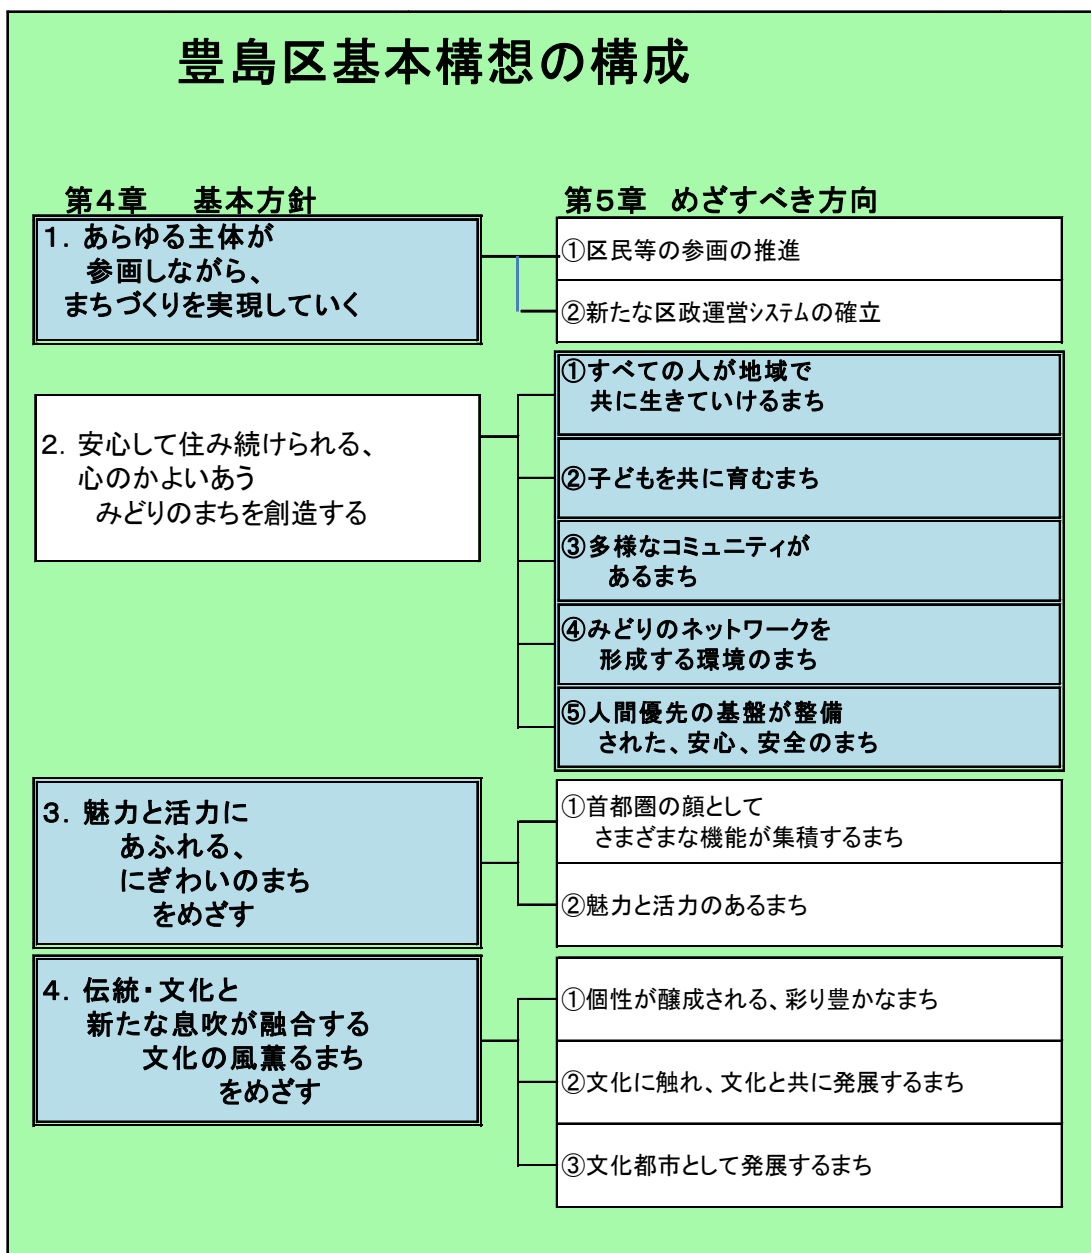 豊島区基本構想の構成
第4章 基本方針
第5章 めざすべき方向
1. あらゆる主体が
参画しながら、
まちづくりを実現していく
①区民等の参画の推進
②新たな区政運営システムの確立
2. 安心して住み続けられる、
心のかよいあう
みどりのまちを創造する
①すべての人が地域で
共に生きていけるまち
②子どもを共に育むまち
③多様なコミュニティが
あるまち
④みどりのネットワークを
形成する環境のまち
⑤人間優先の基盤が整備
された、安心、安全のまち
3. 魅力と活力に
あふれる、
にぎわいのまち
をめざす
①首都圏の顔として
さまざまな機能が集積するまち
②魅力と活力のあるまち
4. 伝統・文化と
新たな息吹が融合する
文化の風薫るまち
をめざす
①個性が醸成される、彩り豊かなまち
②文化に触れ、文化と共に発展するまち
③文化都市として発展するまち